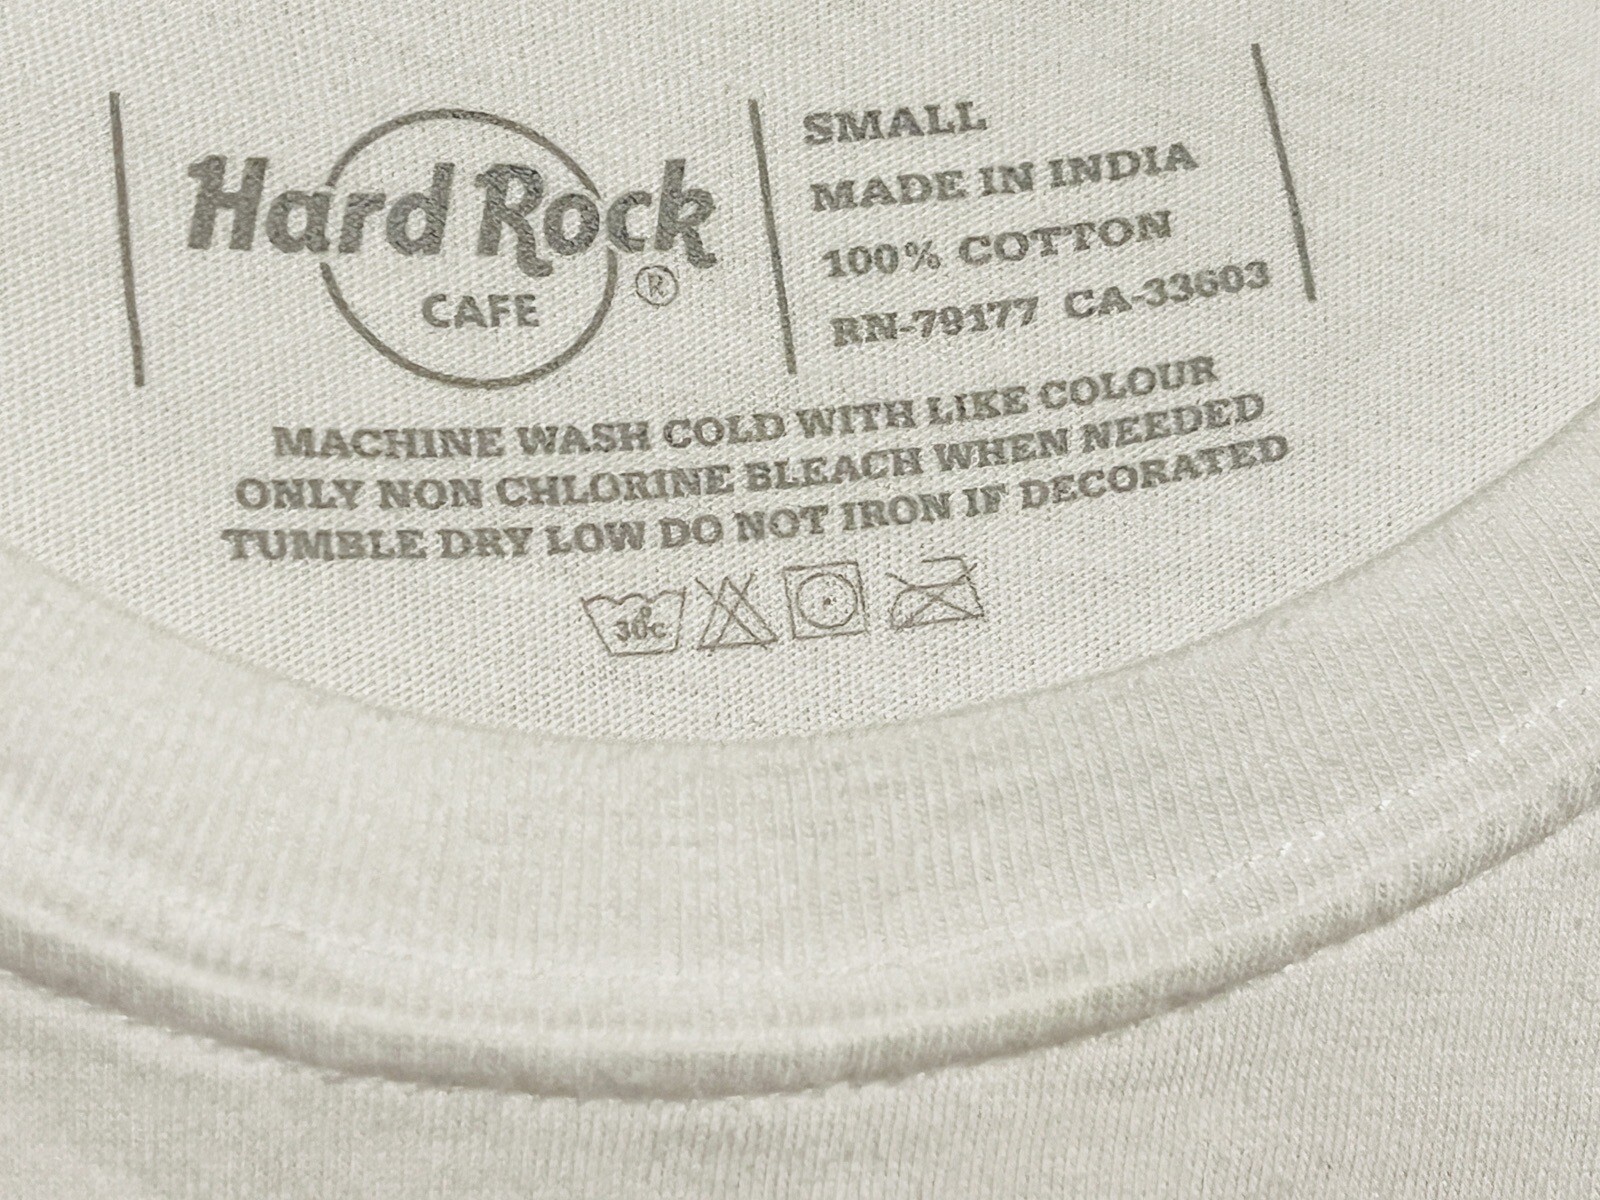 Hard Rock
CAFE
®
SMALL
MADE IN INDIA
100% COTTON
RN-79177 CA-33603
MACHINE WASH COLD WITH LIKE COLOUR
ONLY NON CHLORINE BLEACH WHEN NEEDED
TUMBLE DRY LOW DO NOT IRON IF DECORATED
30°c